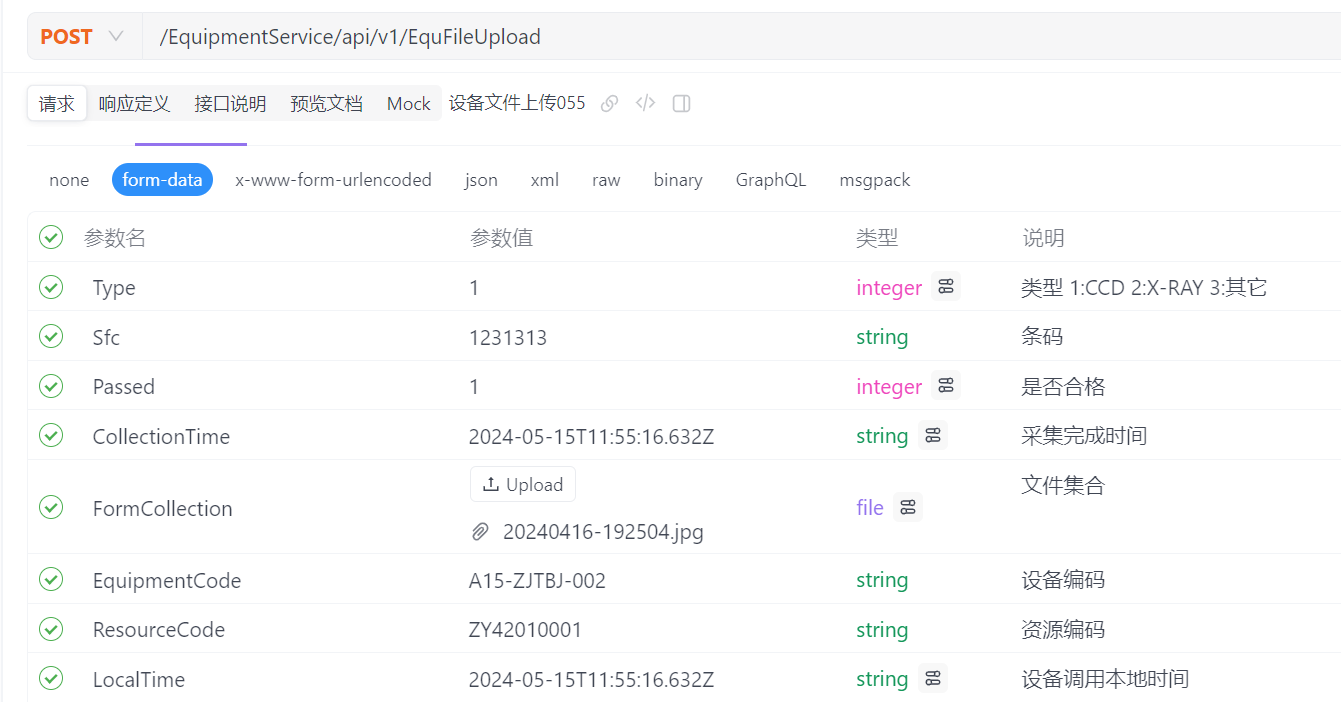 POST /EquipmentService/api/v1/EquFileUpload
请求 响应定义 接口说明 预览文档 Mock 设备文件上传055
none form-data x-www-form-urlencoded json xml raw binary GraphQL msgpack
参数名 参数值 类型 说明
Type 1 integer 类型 1:CCD 2:X-RAY 3:其它
Sfc 1231313 string 条码
Passed 1 integer 是否合格
CollectionTime 2024-05-15T11:55:16.632Z string 采集完成时间
Upload 文件集合
FormCollection file
20240416-192504.jpg
EquipmentCode A15-ZJTBJ-002 string 设备编码
ResourceCode ZY42010001 string 资源编码
LocalTime 2024-05-15T11:55:16.632Z string 设备调用本地时间